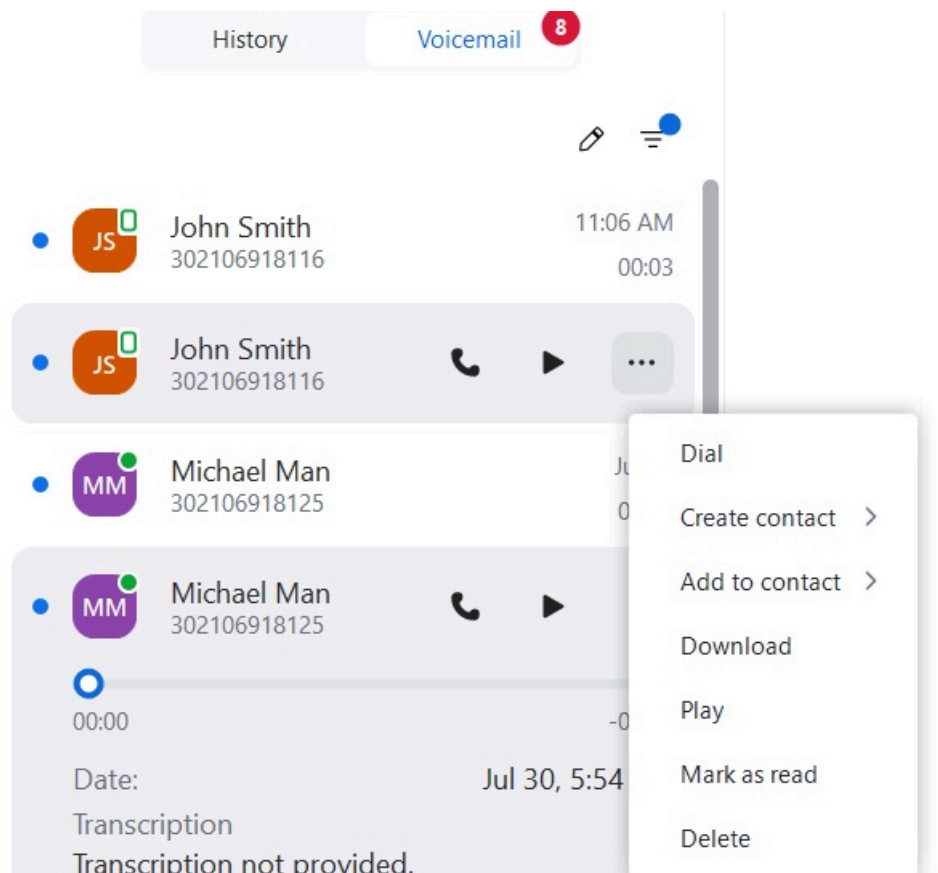 History
Voicemail
8
JS
John Smith
302106918116
11:06 AM
00:03
JS
John Smith
302106918116
MM
Michael Man
302106918125
MM
Michael Man
302106918125
00:00
Date:
Jul 30, 5:54
Transcription
Transcription not provided.
Dial
Create contact
Add to contact
Download
Play
Mark as read
Delete